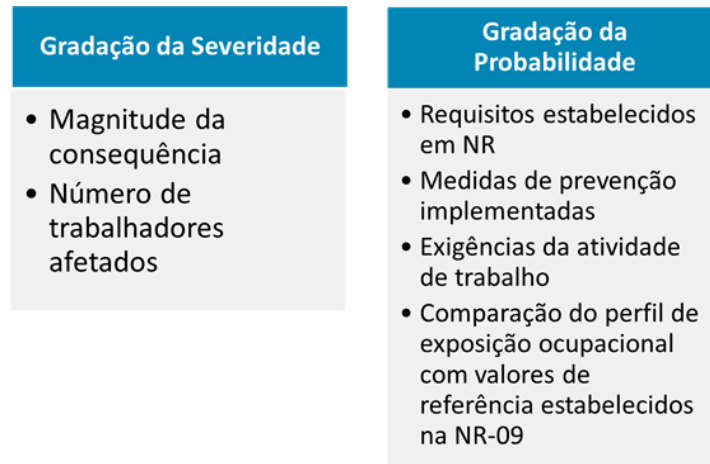 Gradação da Severidade
• Magnitude da
consequência
• Número de
trabalhadores
afetados
Gradação da
Probabilidade
• Requisitos estabelecidos
em NR
• Medidas de prevenção
implementadas
• Exigências da atividade
de trabalho
• Comparação do perfil de
exposição ocupacional
com valores de
referência estabelecidos
na NR-09